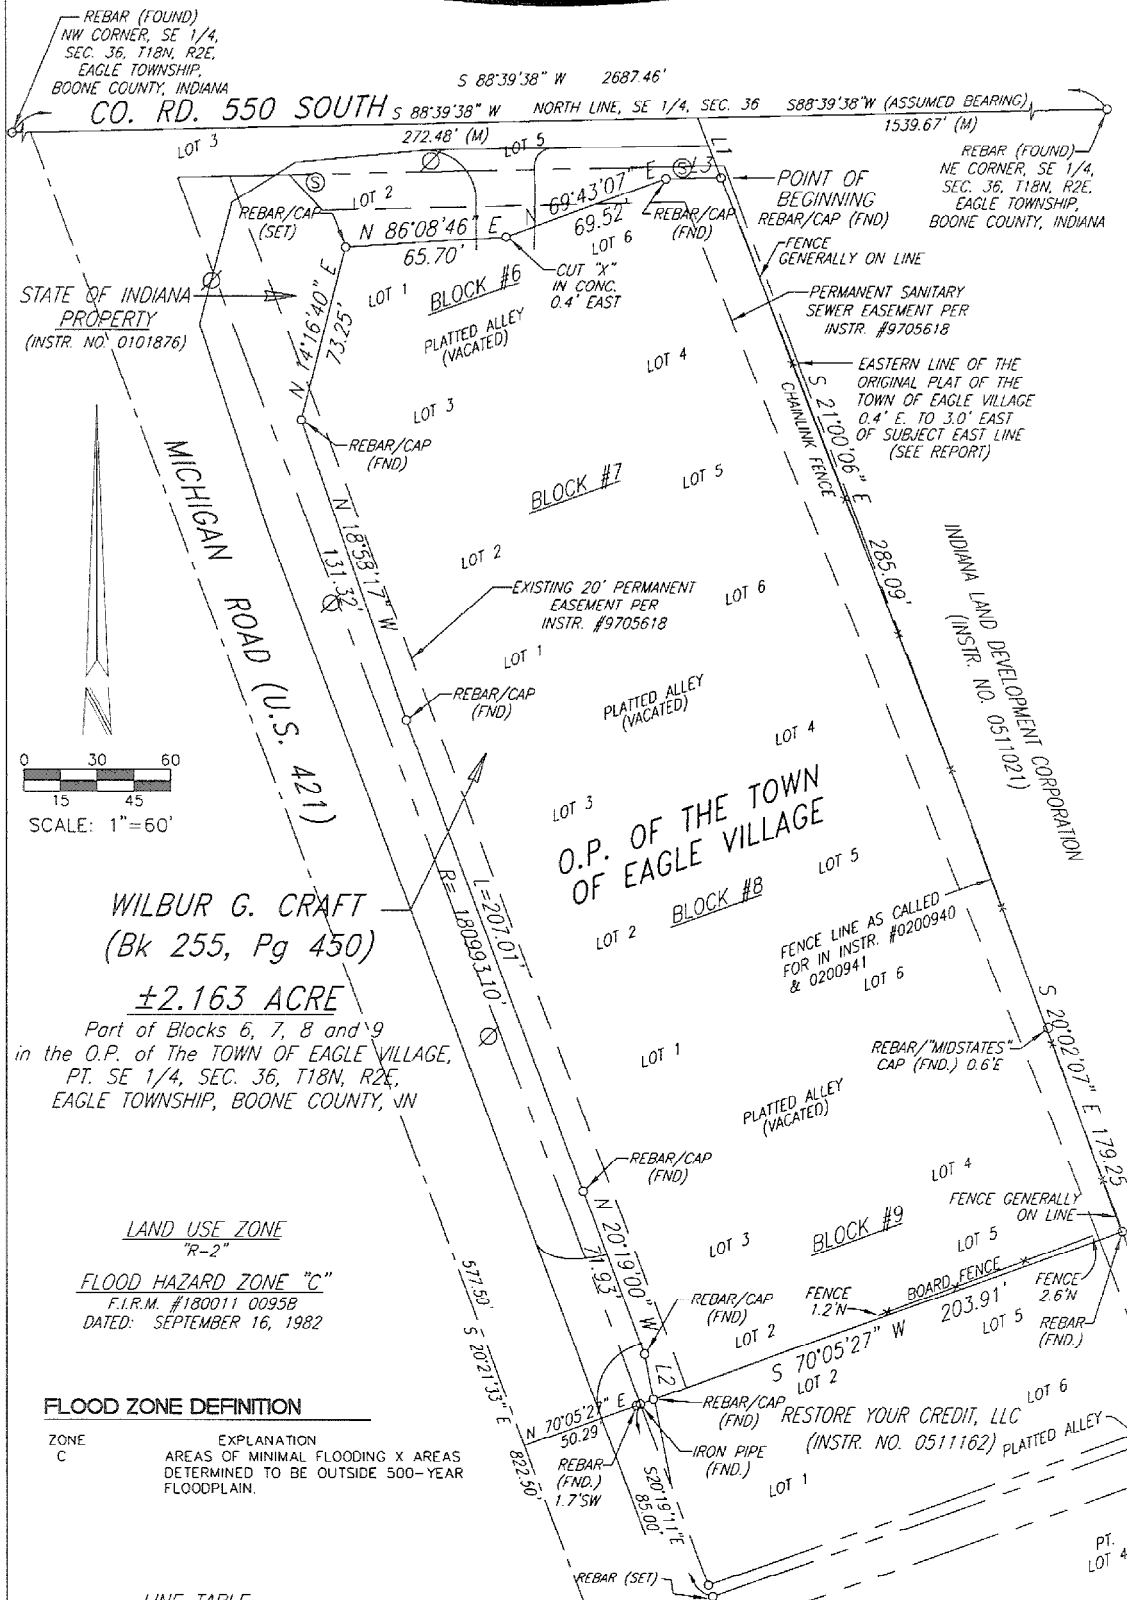 REBAR (FOUND)
NW CORNER, SE 1/4,
SEC. 36, T18N, R2E,
EAGLE TOWNSHIP,
BOONE COUNTY, INDIANA
S 88°39'38" W 2687.46'
CO. RD. 550 SOUTH
S 88°39'38" W
NORTH LINE, SE 1/4, SEC. 36
S88°39'38"W (ASSUMED BEARING)
272.48' (M)
1539.67' (M)
LOT 3
LOT 5
L1
REBAR (FOUND)
NE CORNER, SE 1/4,
SEC. 36, T18N, R2E,
EAGLE TOWNSHIP,
BOONE COUNTY, INDIANA
S
S
L3
POINT OF
BEGINNING
REBAR/CAP (FND)
LOT 2
REBAR/CAP
(SET)
N 86°08'46" E
65.70'
N 69°43'07" E
69.52'
REBAR/CAP
(FND)
LOT 6
FENCE
GENERALLY ON LINE
CUT "X"
IN CONC.
0.4' EAST
STATE OF INDIANA
PROPERTY
(INSTR. NO. 0101876)
LOT 1
BLOCK #6
PERMANENT SANITARY
SEWER EASEMENT PER
INSTR. #9705618
N 14°16'40" E
73.25'
PLATTED ALLEY
(VACATED)
LOT 4
EASTERN LINE OF THE
ORIGINAL PLAT OF THE
TOWN OF EAGLE VILLAGE
0.4' E. TO 3.0' EAST
OF SUBJECT EAST LINE
(SEE REPORT)
LOT 3
S 21°00'06" E
285.09'
CHAINLINK FENCE
REBAR/CAP
(FND)
MICHIGAN ROAD (U.S. 421)
BLOCK #7
LOT 5
N 18°58'17" W
131.32'
LOT 2
EXISTING 20' PERMANENT
EASEMENT PER
INSTR. #9705618
LOT 6
INDIANA LAND DEVELOPMENT CORPORATION
(INSTR. NO. 0511021)
LOT 1
REBAR/CAP
(FND)
PLATTED ALLEY
(VACATED)
LOT 4
N
0 30 60
15 45
SCALE: 1"=60'
LOT 3
O.P. OF THE TOWN
OF EAGLE VILLAGE
LOT 5
L=207.01'
R= 180993.10'
BLOCK #8
WILBUR G. CRAFT
(Bk 255, Pg 450)
LOT 2
FENCE LINE AS CALLED
FOR IN INSTR. #0200940
& 0200941
LOT 6
±2.163 ACRE
Part of Blocks 6, 7, 8 and 9
in the O.P. of The TOWN OF EAGLE VILLAGE,
PT. SE 1/4, SEC. 36, T18N, R2E,
EAGLE TOWNSHIP, BOONE COUNTY, IN
S 20°02'07" E 179.25
LOT 1
REBAR/"MIDSTATES"
CAP (FND.) 0.6'E
PLATTED ALLEY
(VACATED)
REBAR/CAP
(FND)
LOT 4
FENCE GENERALLY
ON LINE
LAND USE ZONE
"R-2"
N 20°19'00" W
71.93'
LOT 3
BLOCK #9
LOT 5
FLOOD HAZARD ZONE "C"
F.I.R.M. #180011 0095B
DATED: SEPTEMBER 16, 1982
577.50'
S 20°21'33" E
822.50'
REBAR/CAP
(FND)
FENCE
1.2'N
BOARD FENCE
FENCE
2.6'N
203.91'
LOT 5
REBAR
(FND.)
LOT 2
S 70°05'27" W
L2
LOT 2
FLOOD ZONE DEFINITION
ZONE EXPLANATION
C AREAS OF MINIMAL FLOODING X AREAS
DETERMINED TO BE OUTSIDE 500-YEAR
FLOODPLAIN.
N 70°05'27" E
50.29'
REBAR/CAP
(FND)
LOT 6
RESTORE YOUR CREDIT, LLC
(INSTR. NO. 0511162)
PLATTED ALLEY
IRON PIPE
(FND.)
REBAR
(FND.)
1.7'SW
LOT 1
S20°19'11"E
85.00'
PT.
LOT 4
REBAR (SET)
LINE TABLE